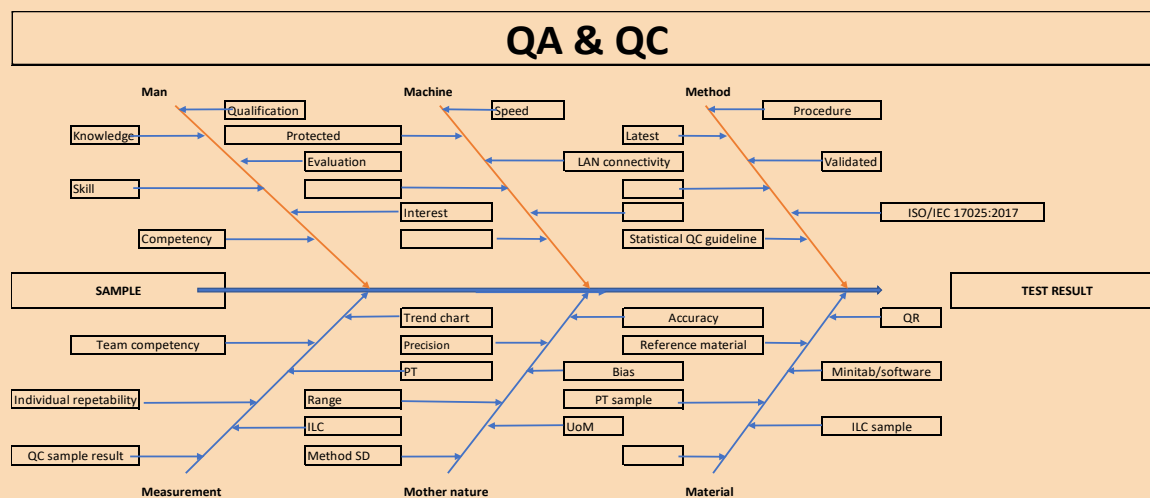 QA & QC
Man
Machine
Method
Qualification
Speed
Procedure
Knowledge
Protected
Latest
Evaluation
LAN connectivity
Validated
Skill
Interest
ISO/IEC 17025:2017
Competency
Statistical QC guideline
SAMPLE
TEST RESULT
Trend chart
Accuracy
QR
Team competency
Precision
Reference material
PT
Bias
Minitab/software
Individual repetability
Range
PT sample
ILC
UoM
ILC sample
QC sample result
Method SD
Measurement
Mother nature
Material